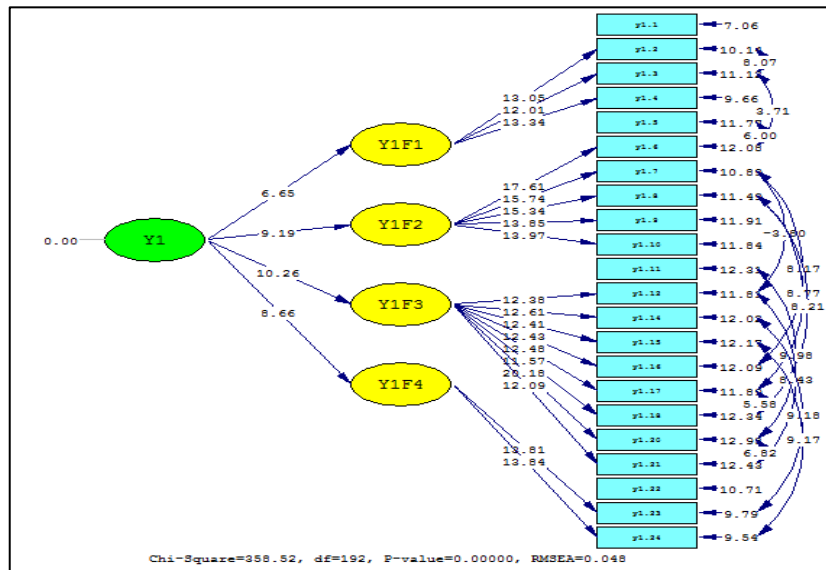 y1.1 7.06
y1.2 10.14
8.07
y1.3 11.12
y1.4 9.66
3.71
y1.5 11.77
6.00
y1.6 12.08
y1.7 10.89
y1.8 11.49
y1.9 11.91
-3.80
y1.10 11.84
y1.11 12.31
8.17
y1.12 11.81
8.77
8.21
y1.14 12.02
y1.15 12.17
9.98
y1.16 12.09
8.43
y1.17 11.89
5.58
y1.18 12.34
9.18
y1.20 12.96
9.17
6.82
y1.21 12.43
y1.22 10.71
y1.23 9.79
y1.24 9.54
13.05
12.01
13.34
Y1F1
6.65
17.61
15.74
15.34
13.85
13.97
Y1F2
0.00
Y1
9.19
10.26
12.38
12.61
12.41
12.43
12.48
11.57
20.18
12.09
Y1F3
8.66
Y1F4
13.81
13.84
Chi-Square=358.52, df=192, P-value=0.00000, RMSEA=0.048